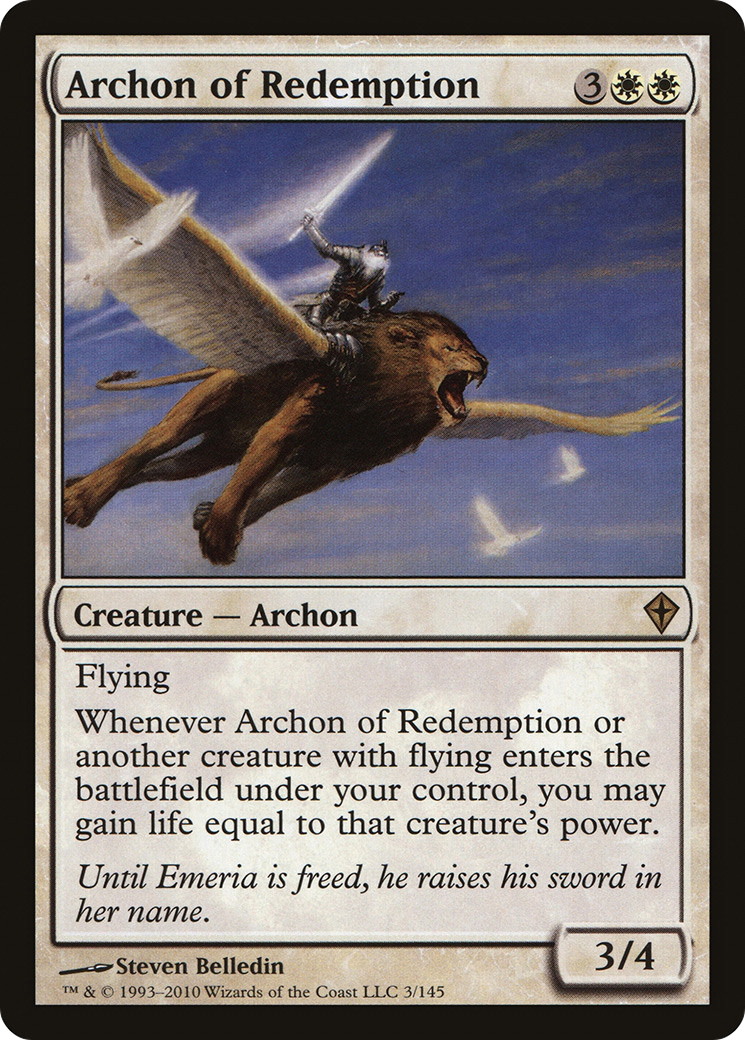 Archon of Redemption 3
Creature — Archon
Flying
Whenever Archon of Redemption or
another creature with flying enters the
battlefield under your control, you may
gain life equal to that creature's power.
Until Emeria is freed, he raises his sword in
her name.
3/4
Steven Belledin
™ & © 1993–2010 Wizards of the Coast LLC 3/145